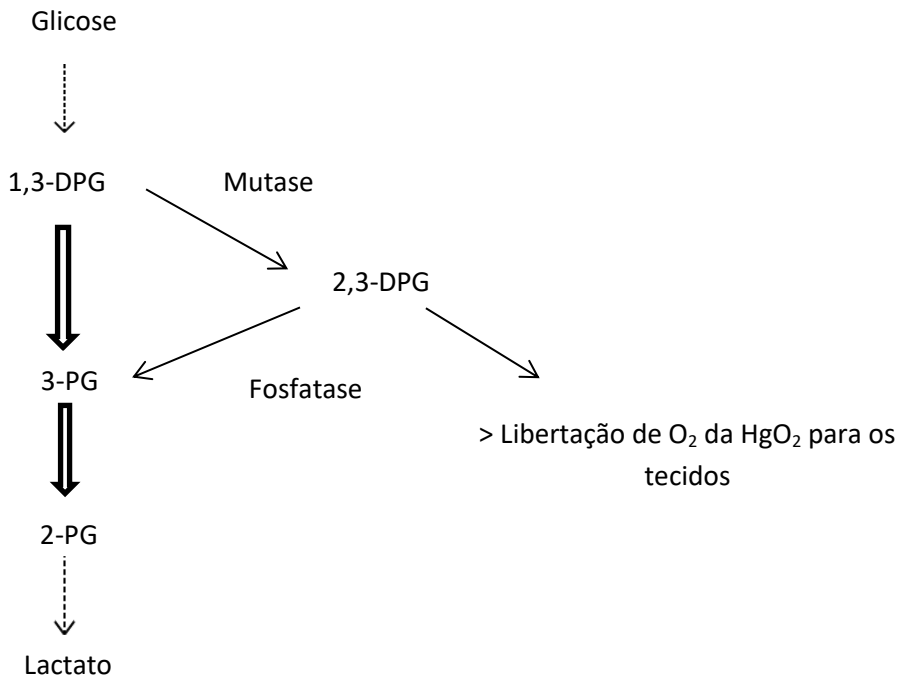 Glicose
1,3-DPG
Mutase
2,3-DPG
3-PG
Fosfatase
> Libertação de O₂ da HgO₂ para os
tecidos
2-PG
Lactato